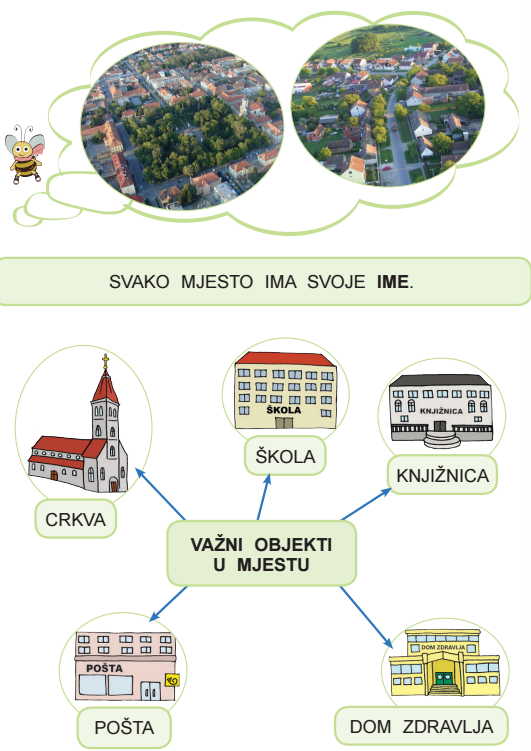 SVAKO MJESTO IMA SVOJE IME.
ŠKOLA
KNJIŽNICA
ŠKOLA
KNJIŽNICA
CRKVA
VAŽNI OBJEKTI
U MJESTU
POŠTA
DOM ZDRAVLJA
POŠTA
DOM ZDRAVLJA